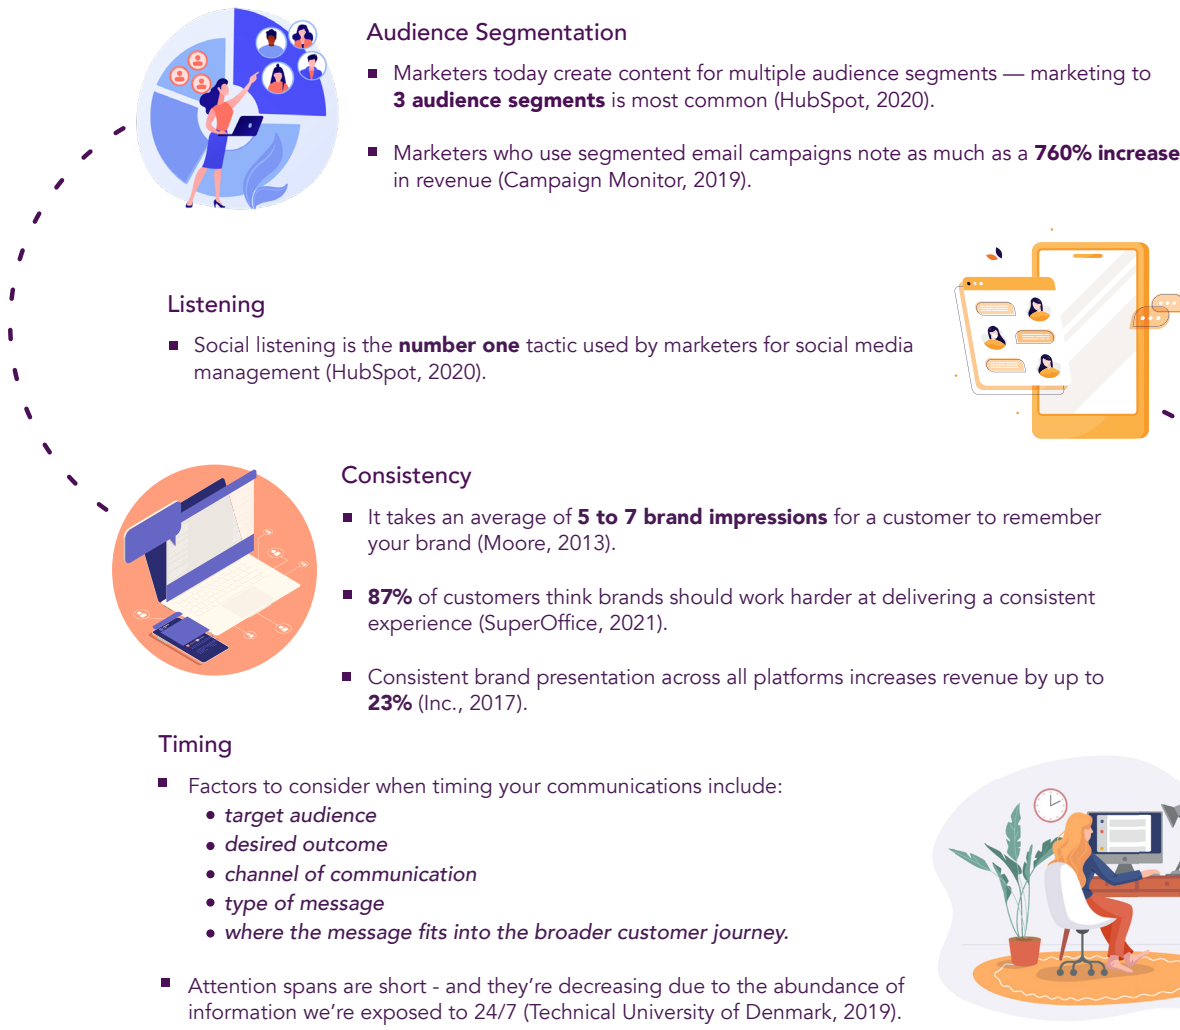 Audience Segmentation
▪ Marketers today create content for multiple audience segments — marketing to
3 audience segments is most common (HubSpot, 2020).
▪ Marketers who use segmented email campaigns note as much as a 760% increase
in revenue (Campaign Monitor, 2019).
Listening
▪ Social listening is the number one tactic used by marketers for social media
management (HubSpot, 2020).
Consistency
▪ It takes an average of 5 to 7 brand impressions for a customer to remember
your brand (Moore, 2013).
▪ 87% of customers think brands should work harder at delivering a consistent
experience (SuperOffice, 2021).
▪ Consistent brand presentation across all platforms increases revenue by up to
23% (Inc., 2017).
Timing
▪ Factors to consider when timing your communications include:
• target audience
• desired outcome
• channel of communication
• type of message
• where the message fits into the broader customer journey.
▪ Attention spans are short - and they’re decreasing due to the abundance of
information we’re exposed to 24/7 (Technical University of Denmark, 2019).